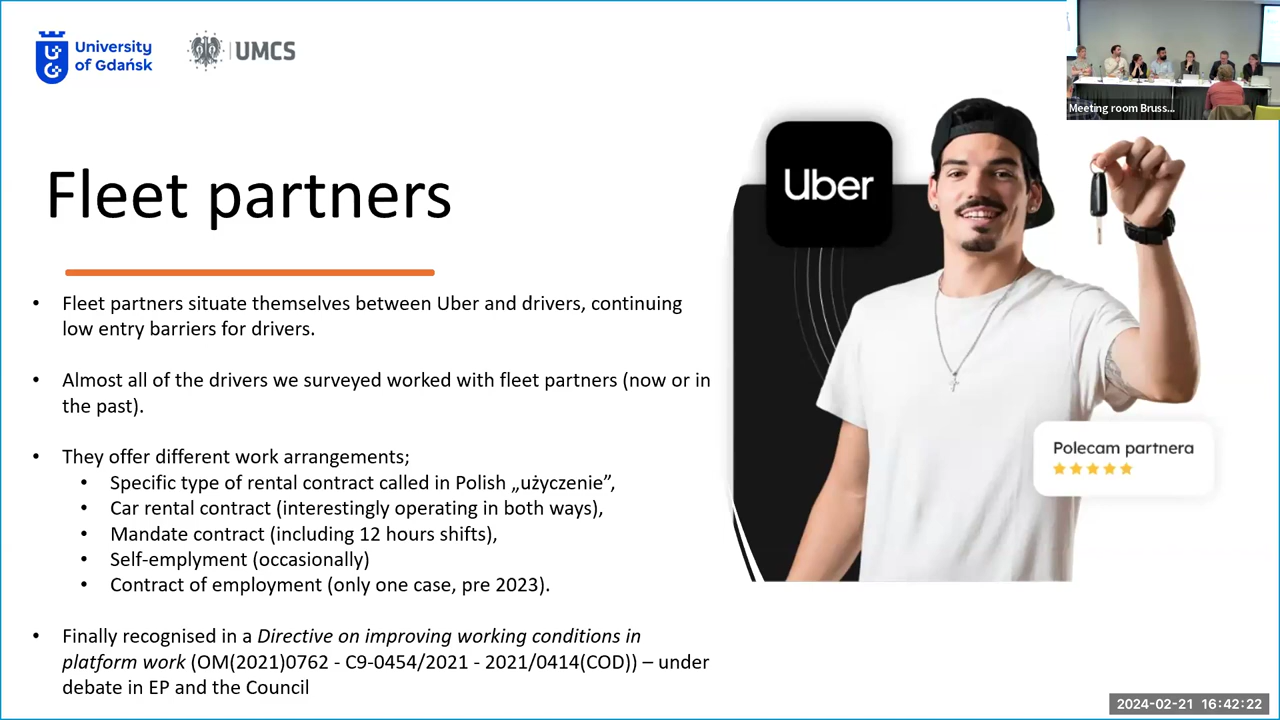 University
of Gdańsk
UMCS
Meeting room Bruss...
Fleet partners
Uber
• Fleet partners situate themselves between Uber and drivers, continuing
low entry barriers for drivers.
• Almost all of the drivers we surveyed worked with fleet partners (now or in
the past).
• They offer different work arrangements;
• Specific type of rental contract called in Polish „użyczenie”,
• Car rental contract (interestingly operating in both ways),
• Mandate contract (including 12 hours shifts),
• Self-emplyment (occasionally)
• Contract of employment (only one case, pre 2023).
• Finally recognised in a Directive on improving working conditions in
platform work (OM(2021)0762 - C9-0454/2021 - 2021/0414(COD)) – under
debate in EP and the Council
Polecam partnera
2024-02-21 16:42:22